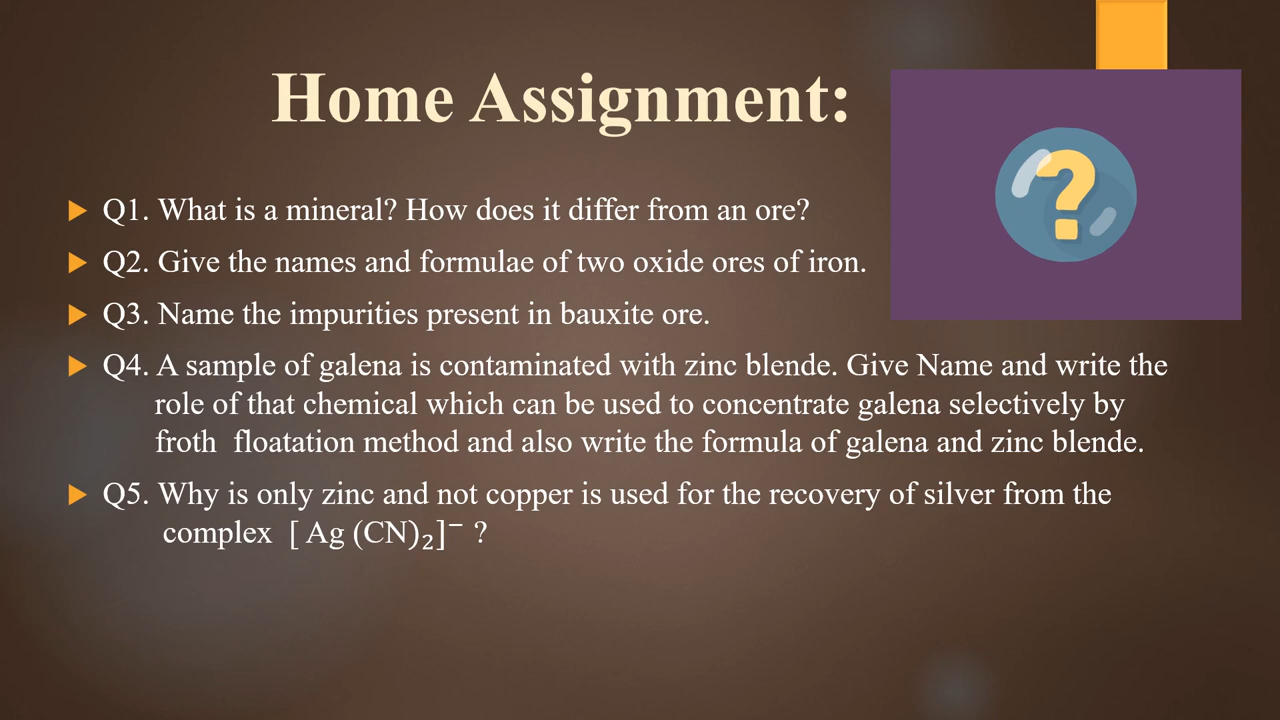 Home Assignment:
Q1. What is a mineral? How does it differ from an ore?
Q2. Give the names and formulae of two oxide ores of iron.
Q3. Name the impurities present in bauxite ore.
Q4. A sample of galena is contaminated with zinc blende. Give Name and write the
role of that chemical which can be used to concentrate galena selectively by
froth floatation method and also write the formula of galena and zinc blende.
Q5. Why is only zinc and not copper is used for the recovery of silver from the
complex [ Ag (CN)₂]⁻ ?
?